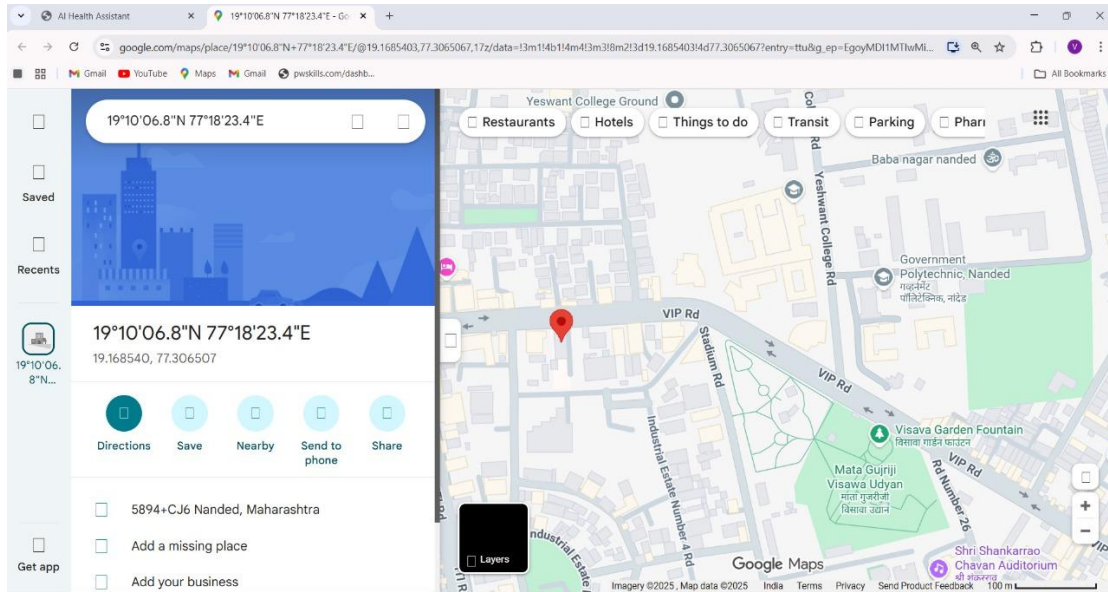 AI Health Assistant
19°10'06.8"N 77°18'23.4"E - Go
google.com/maps/place/19°10'06.8"N+77°18'23.4"E/@19.1685403,77.3065067,17z/data=!3m1!4b1!4m4!3m3!8m2!3d19.1685403!4d77.3065067?entry=ttu&g_ep=EgoyMDI1MTIwMi...
V
Gmail
YouTube
Maps
Gmail
pwskills.com/dashb...
All Bookmarks
Saved
Recents
19°10'06.
8"N...
Get app
19°10'06.8"N 77°18'23.4"E
19°10'06.8"N 77°18'23.4"E
19.168540, 77.306507
Directions
Save
Nearby
Send to
phone
Share
5894+CJ6 Nanded, Maharashtra
Add a missing place
Add your business
Restaurants
Hotels
Things to do
Transit
Parking
Yeswant College Ground
Baba nagar nanded
Yeshwant College Rd
Government
Polytechnic, Nanded
गव्हर्नमेंट
पॉलिटेक्निक, नांदेड
VIP Rd
Stadium Rd
VIP Rd
Visava Garden Fountain
विसावा गार्डन फाउंटन
VIP Rd
Mata Gujriji
Visawa Udyan
माता गुजरीजी
विसावा उद्यान
Rd Number 26
Industrial Estate Number 4 Rd
Shri Shankarrao
Chavan Auditorium
Layers
Google Maps
Imagery ©2025 , Map data ©2025
India
Terms
Privacy
Send Product Feedback
100 m